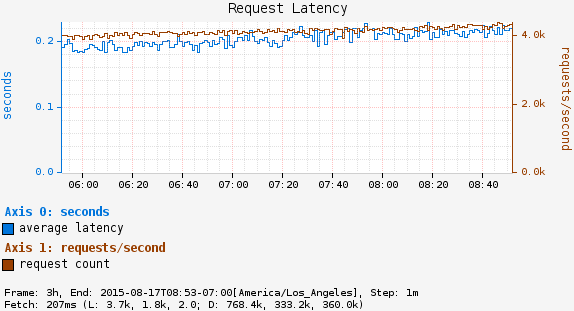 Request Latency
0.2
0.1
0.0
seconds
4.0k
2.0k
0.0k
requests/second
06:00 06:20 06:40 07:00 07:20 07:40 08:00 08:20 08:40
Axis 0: seconds
average latency
Axis 1: requests/second
request count
Frame: 3h, End: 2015-08-17T08:53-07:00[America/Los_Angeles], Step: 1m
Fetch: 207ms (L: 3.7k, 1.8k, 2.0; D: 768.4k, 333.2k, 360.0k)